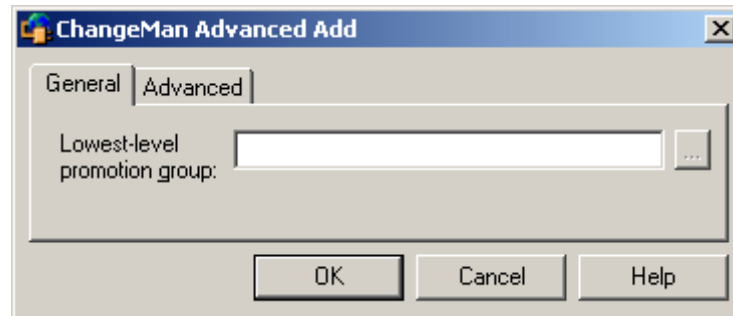 ChangeMan Advanced Add
General Advanced
Lowest-level
promotion group:
...
OK Cancel Help